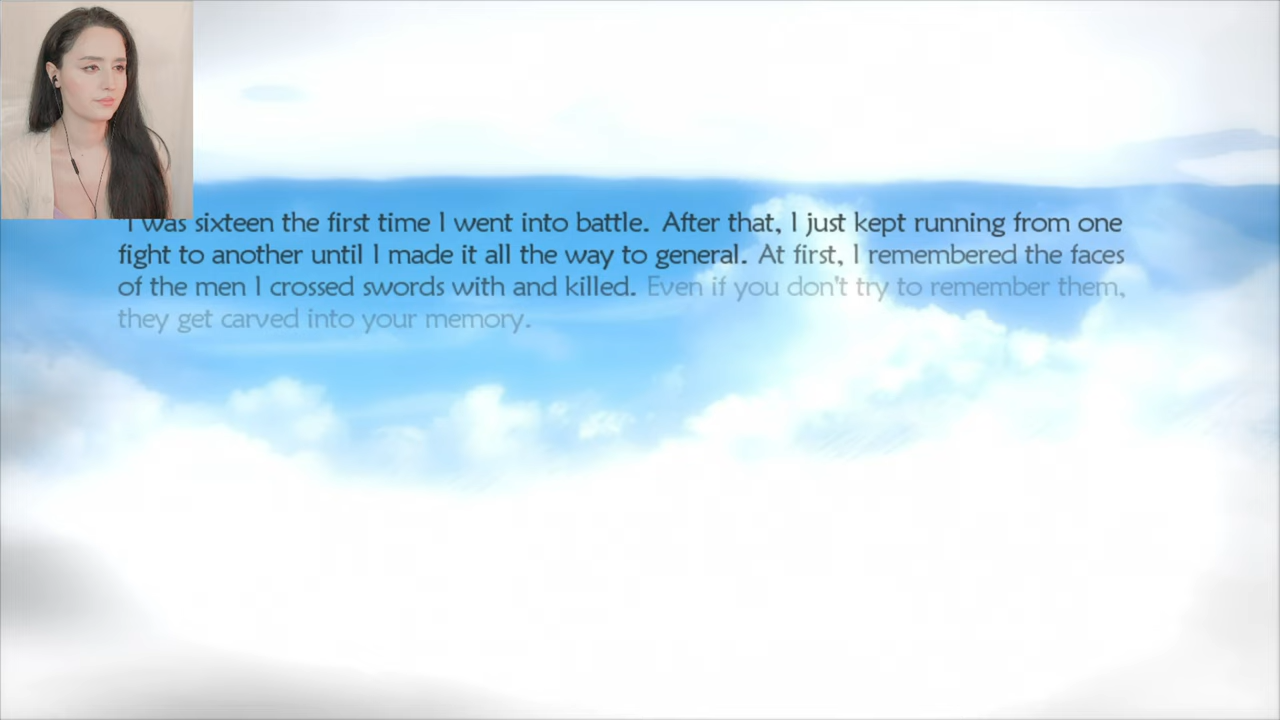 "I was sixteen the first time I went into battle. After that, I just kept running from one
fight to another until I made it all the way to general. At first, I remembered the faces
of the men I crossed swords with and killed. Even if you don't try to remember them,
they get carved into your memory.